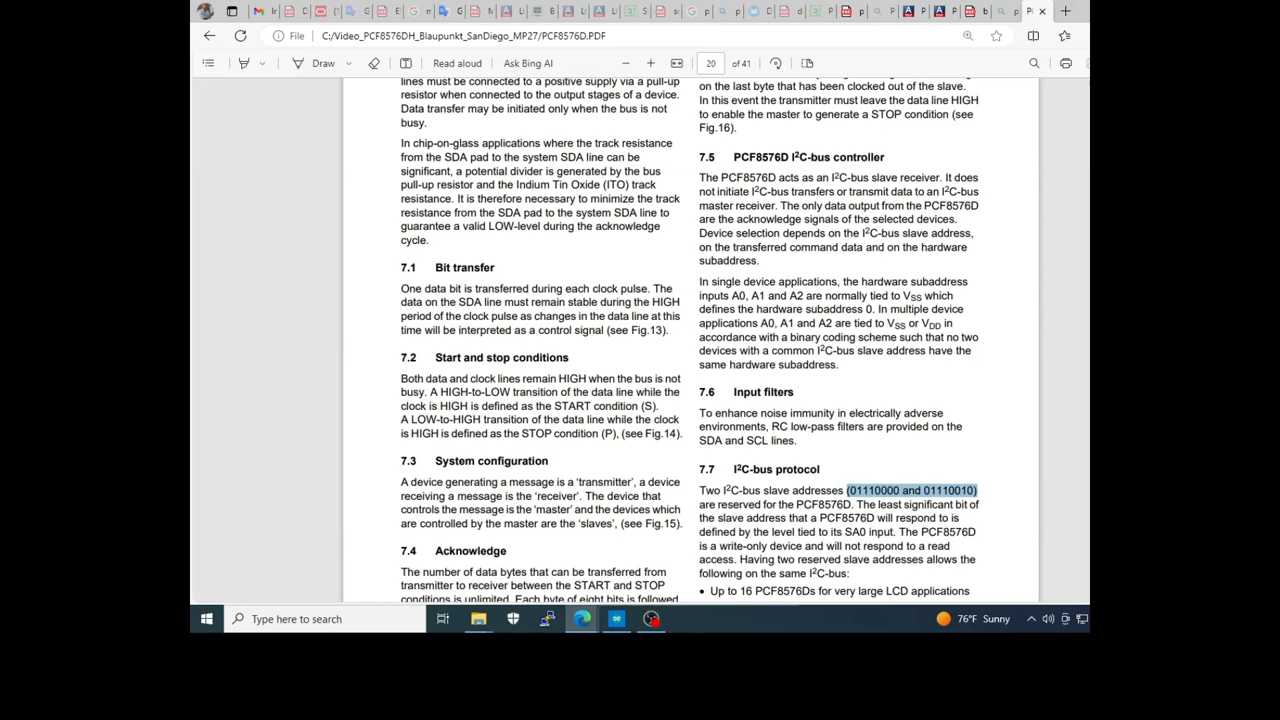 File
C:/Video_PCF8576DH_Blaupunkt_SanDiego_MP27/PCF8576D.PDF
Draw
Read aloud
Ask Bing AI
20
of 41
lines must be connected to a positive supply via a pull-up
resistor when connected to the output stages of a device.
Data transfer may be initiated only when the bus is not
busy.
In chip-on-glass applications where the track resistance
from the SDA pad to the system SDA line can be
significant, a potential divider is generated by the bus
pull-up resistor and the Indium Tin Oxide (ITO) track
resistance. It is therefore necessary to minimize the track
resistance from the SDA pad to the system SDA line to
guarantee a valid LOW-level during the acknowledge
cycle.
7.1 Bit transfer
One data bit is transferred during each clock pulse. The
data on the SDA line must remain stable during the HIGH
period of the clock pulse as changes in the data line at this
time will be interpreted as a control signal (see Fig.13).
7.2 Start and stop conditions
Both data and clock lines remain HIGH when the bus is not
busy. A HIGH-to-LOW transition of the data line while the
clock is HIGH is defined as the START condition (S).
A LOW-to-HIGH transition of the data line while the clock
is HIGH is defined as the STOP condition (P), (see Fig.14).
7.3 System configuration
A device generating a message is a ‘transmitter’, a device
receiving a message is the ‘receiver’. The device that
controls the message is the ‘master’ and the devices which
are controlled by the master are the ‘slaves’, (see Fig.15).
7.4 Acknowledge
The number of data bytes that can be transferred from
transmitter to receiver between the START and STOP
conditions is unlimited. Each byte of eight bits is followed
on the last byte that has been clocked out of the slave.
In this event the transmitter must leave the data line HIGH
to enable the master to generate a STOP condition (see
Fig.16).
7.5 PCF8576D I²C-bus controller
The PCF8576D acts as an I²C-bus slave receiver. It does
not initiate I²C-bus transfers or transmit data to an I²C-bus
master receiver. The only data output from the PCF8576D
are the acknowledge signals of the selected devices.
Device selection depends on the I²C-bus slave address,
on the transferred command data and on the hardware
subaddress.
In single device applications, the hardware subaddress
inputs A0, A1 and A2 are normally tied to VSS which
defines the hardware subaddress 0. In multiple device
applications A0, A1 and A2 are tied to VSS or VDD in
accordance with a binary coding scheme such that no two
devices with a common I²C-bus slave address have the
same hardware subaddress.
7.6 Input filters
To enhance noise immunity in electrically adverse
environments, RC low-pass filters are provided on the
SDA and SCL lines.
7.7 I²C-bus protocol
Two I²C-bus slave addresses (01110000 and 01110010)
are reserved for the PCF8576D. The least significant bit of
the slave address that a PCF8576D will respond to is
defined by the level tied to its SA0 input. The PCF8576D
is a write-only device and will not respond to a read
access. Having two reserved slave addresses allows the
following on the same I²C-bus:
• Up to 16 PCF8576Ds for very large LCD applications
Type here to search
76°F Sunny